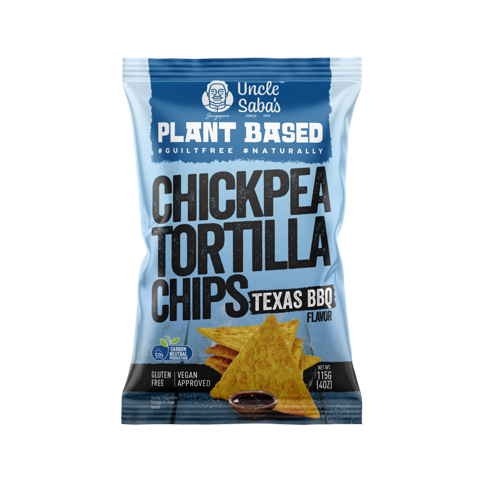 Uncle
Saba's
Singapore
SINCE
PLANT BASED
#GUILTFREE #NATURALLY
CHICKPEA
TORTILLA
CHIPS
TEXAS BBQ
FLAVOR
CARBON
NEUTRAL
GLUTEN
FREE
VEGAN
APPROVED
NET WT.
115G
(4OZ)